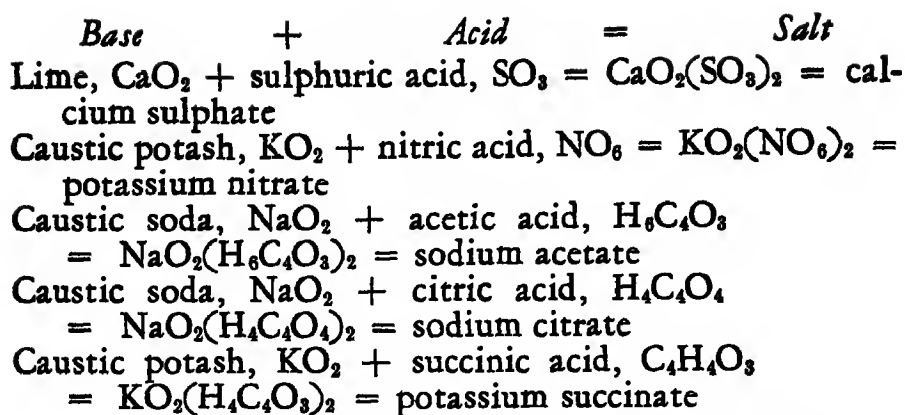 Base + Acid = Salt
Lime, CaO₂ + sulphuric acid, SO₃ = CaO₂(SO₃)₂ = cal-
cium sulphate
Caustic potash, KO₂ + nitric acid, NO₆ = KO₂(NO₆)₂ =
potassium nitrate
Caustic soda, NaO₂ + acetic acid, H₆C₄O₃
= NaO₂(H₆C₄O₃)₂ = sodium acetate
Caustic soda, NaO₂ + citric acid, H₄C₄O₄
= NaO₂(H₄C₄O₄)₂ = sodium citrate
Caustic potash, KO₂ + succinic acid, C₄H₄O₃
= KO₂(H₄C₄O₃)₂ = potassium succinate